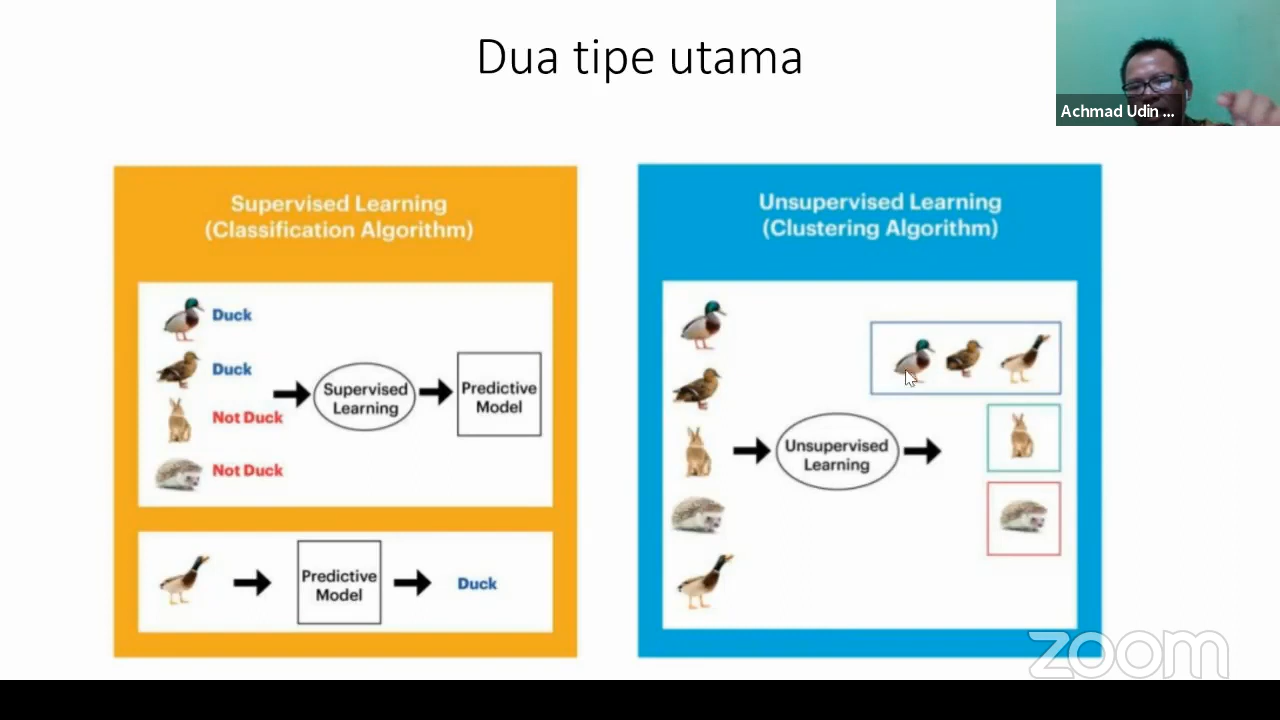 Dua tipe utama
Achmad Udin ...
Supervised Learning
(Classification Algorithm)
Duck
Duck
Not Duck
Not Duck
Supervised
Learning
Predictive
Model
Predictive
Model
Duck
Unsupervised Learning
(Clustering Algorithm)
Unsupervised
Learning
zoom